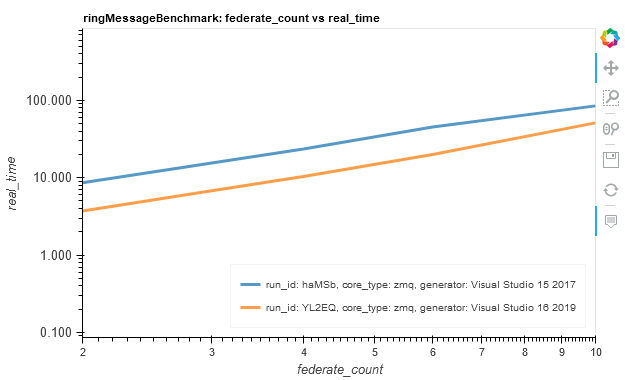 ringMessageBenchmark: federate_count vs real_time
real_time
100.000
10.000
1.000
0.100
run_id: haMSb, core_type: zmq, generator: Visual Studio 15 2017
run_id: YL2EQ, core_type: zmq, generator: Visual Studio 16 2019
2 3 4 5 6 7 8 9 10
federate_count